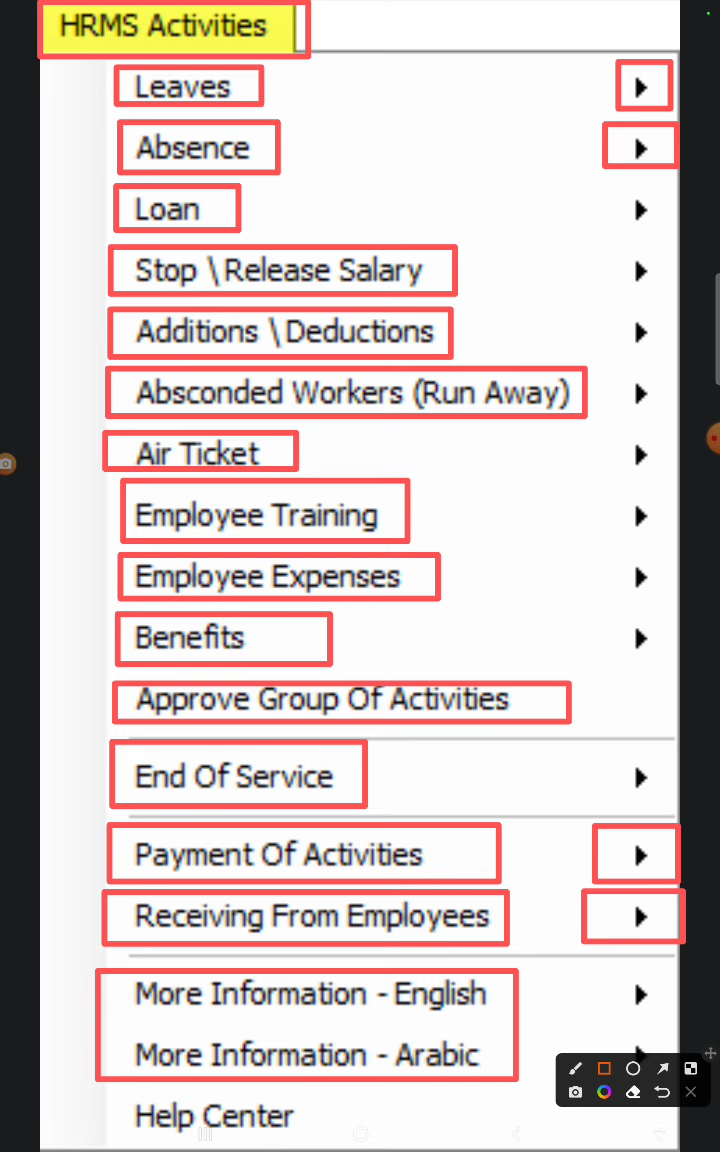 HRMS Activities
Leaves
Absence
Loan
Stop \Release Salary
Additions \Deductions
Absconded Workers (Run Away)
Air Ticket
Employee Training
Employee Expenses
Benefits
Approve Group Of Activities
End Of Service
Payment Of Activities
Receiving From Employees
More Information - English
More Information - Arabic
Help Center